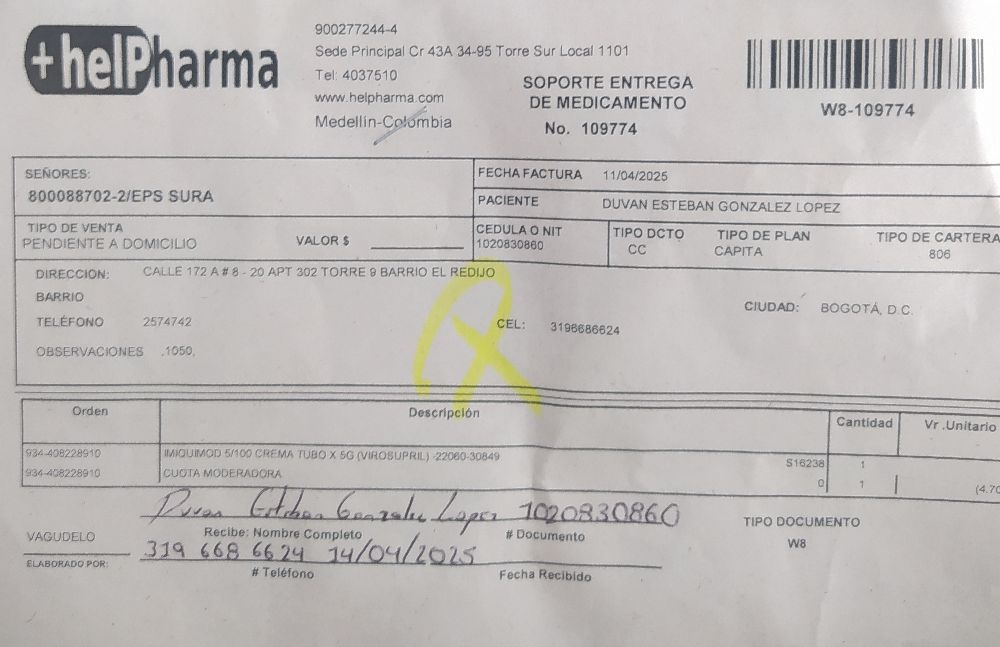 +helPharma
900277244-4
Sede Principal Cr 43A 34-95 Torre Sur Local 1101
Tel: 4037510
www.helpharma.com
Medellín-Colombia
SOPORTE ENTREGA
DE MEDICAMENTO
No. 109774
W8-109774
SEÑORES:
800088702-2/EPS SURA
FECHA FACTURA 11/04/2025
PACIENTE DUVAN ESTEBAN GONZALEZ LOPEZ
TIPO DE VENTA
PENDIENTE A DOMICILIO VALOR $
CEDULA O NIT
1020830860
TIPO DCTO
CC
TIPO DE PLAN
CAPITA
TIPO DE CARTERA
806
DIRECCION: CALLE 172 A # 8 - 20 APT 302 TORRE 9 BARRIO EL REDIJO
BARRIO
CIUDAD: BOGOTÁ, D.C.
TELÉFONO 2574742 CEL: 3196686624
OBSERVACIONES .1050,
Orden Descripción Cantidad Vr .Unitario
934-408228910 IMIQUIMOD 5/100 CREMA TUBO X 5G (VIROSUPRIL) -22060-30849 S16238 1
934-408228910 CUOTA MODERADORA 0 1 (4.70
Duvan Esteban Gonzalez Lopez 1020830860
Recibe: Nombre Completo # Documento
TIPO DOCUMENTO
W8
VAGUDELO
ELABORADO POR:
319 668 6624 14/04/2025
# Teléfono Fecha Recibido